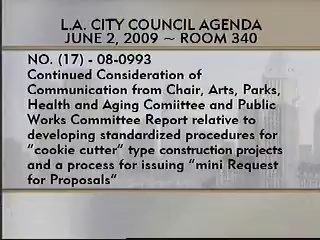 L.A. CITY COUNCIL AGENDA
JUNE 2, 2009 ~ ROOM 340
NO. (17) - 08-0993
Continued Consideration of
Communication from Chair, Arts, Parks,
Health and Aging Comiittee and Public
Works Committee Report relative to
developing standardized procedures for
"cookie cutter" type construction projects
and a process for issuing "mini Request
for Proposals"